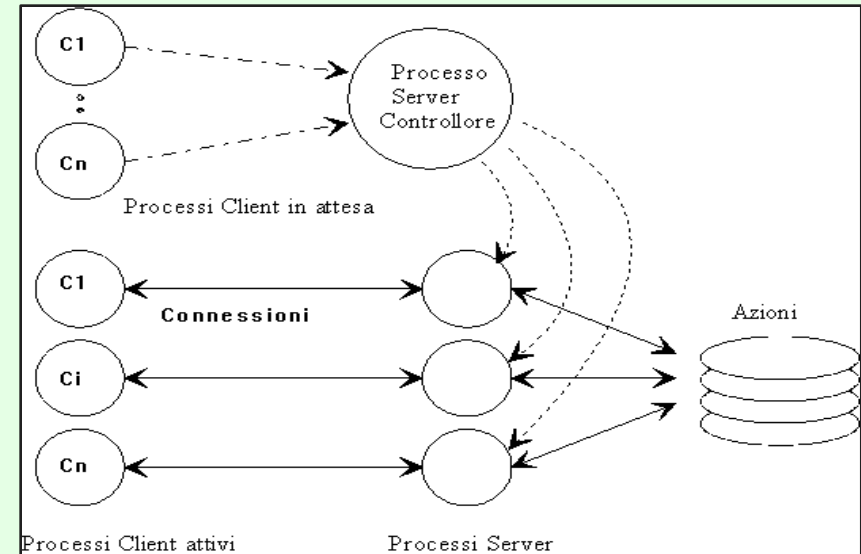 C1
Processo
Server
Controllore
Cn
Processi Client in attesa
C1
Connessioni
Azioni
Ci
Cn
Processi Client attivi
Processi Server